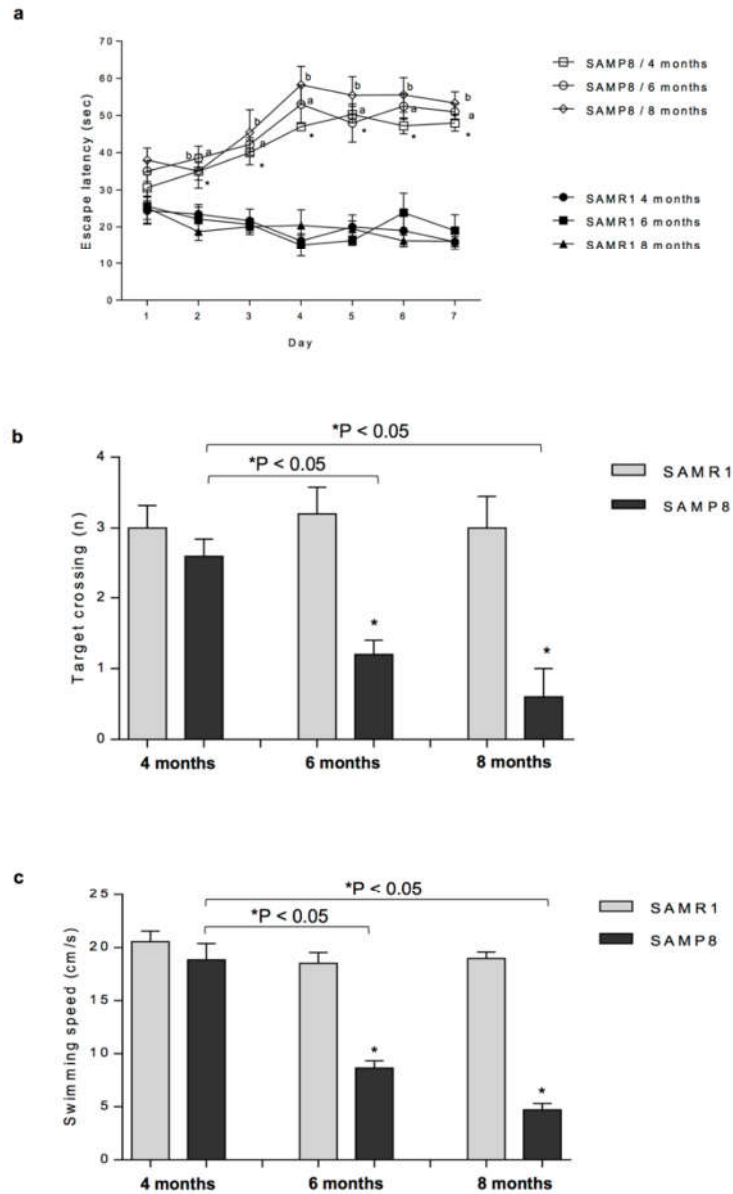 a
70
60
50
40
30
20
10
0
Escape latency (sec)
b b b b b b
a a a a a a
* * * * * *
1 2 3 4 5 6 7
Day
SAMP8 / 4 months
SAMP8 / 6 months
SAMP8 / 8 months
SAMR1 4 months
SAMR1 6 months
SAMR1 8 months
b
*P < 0.05
*P < 0.05
4
3
2
1
0
Target crossing (n)
*
*
4 months 6 months 8 months
SAMR1
SAMP8
c
*P < 0.05
*P < 0.05
25
20
15
10
5
0
Swimming speed (cm/s)
*
*
4 months 6 months 8 months
SAMR1
SAMP8